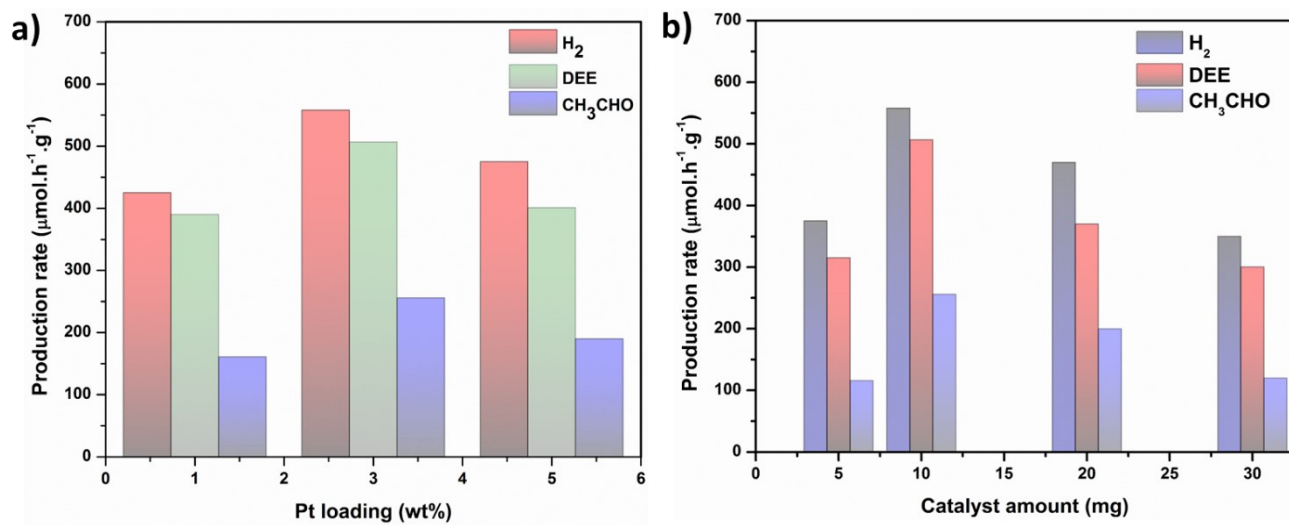 a)
700
600
500
400
300
200
100
0
0 1 2 3 4 5 6
Production rate (μmol.h⁻¹.g⁻¹)
Pt loading (wt%)
H₂
DEE
CH₃CHO
b)
700
600
500
400
300
200
100
0
0 5 10 15 20 25 30
Production rate (μmol.h⁻¹.g⁻¹)
Catalyst amount (mg)
H₂
DEE
CH₃CHO